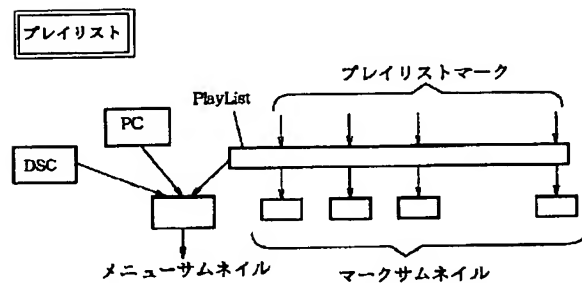 プレイリスト
プレイリストマーク
PlayList
PC
DSC
メニューサムネイル
マークサムネイル